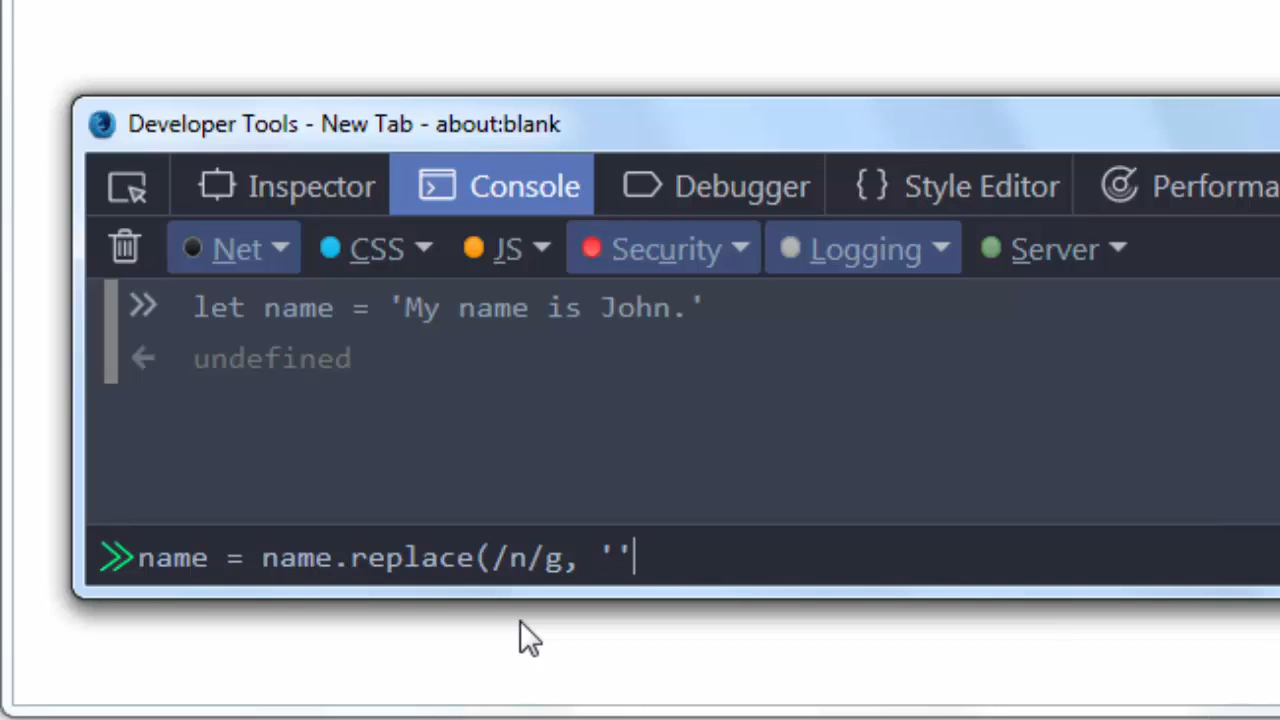 Developer Tools - New Tab - about:blank
Inspector Console Debugger { } Style Editor Performa
Net CSS JS Security Logging Server
let name = 'My name is John.'
undefined
name = name.replace(/n/g, ''